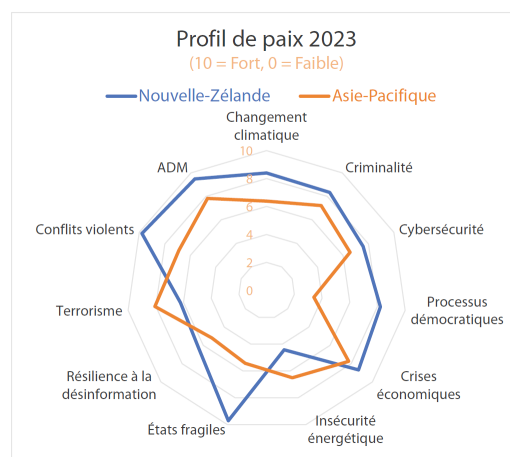 Profil de paix 2023
(10 = Fort, 0 = Faible)
Nouvelle-Zélande
Asie-Pacifique
Changement
climatique
10
8
6
4
2
0
Criminalité
Cybersécurité
Processus
démocratiques
Crises
économiques
Insécurité
énergétique
États fragiles
Résilience à la
désinformation
Terrorisme
Conflits violents
ADM